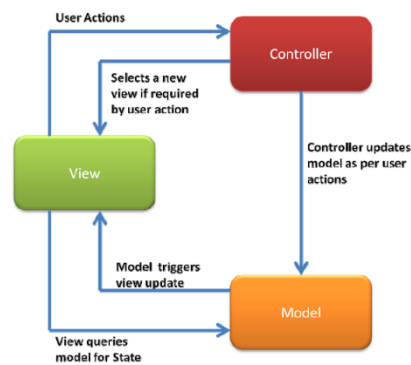 User Actions
Controller
Selects a new
view if required
by user action
Controller updates
model as per user
actions
View
Model triggers
view update
Model
View queries
model for State